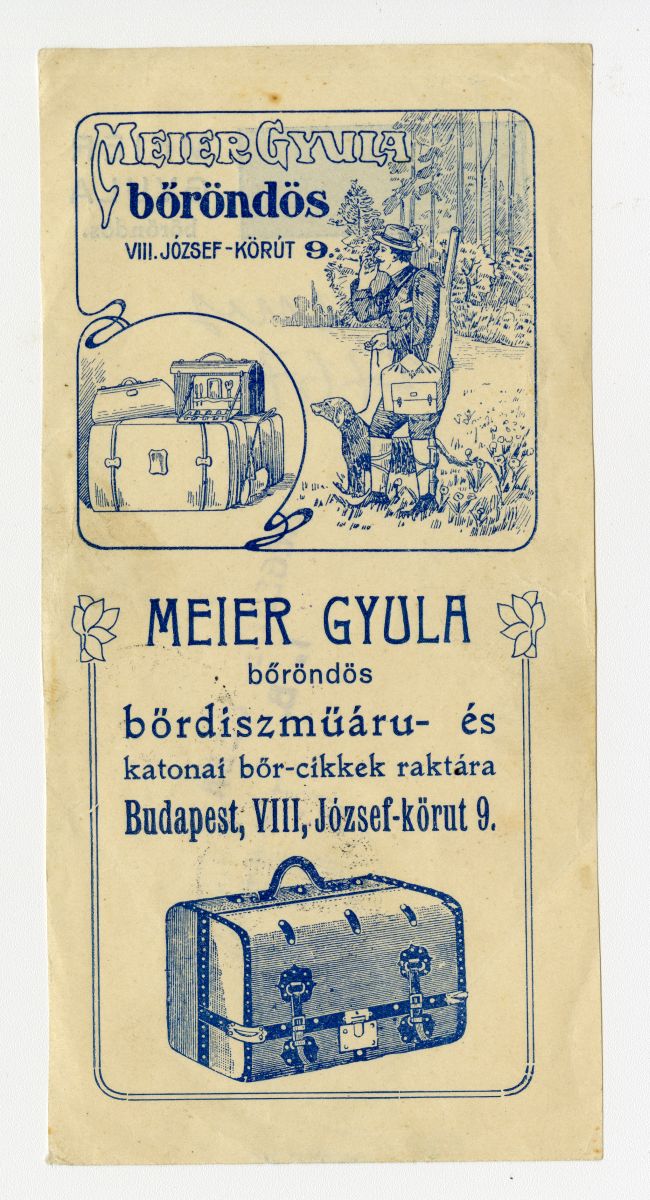 MEIER GYULA
bőröndös
VIII. JÓZSEF-KÖRÚT 9.
MEIER GYULA
bőröndös
bőrdiszműáru- és
katonai bőr-cikkek raktára
Budapest, VIII, József-körut 9.